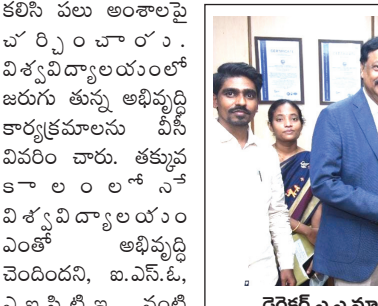 కలిసి పలు అంశాలపై
చర్చించారు.
విశ్వవిద్యాలయంలో
జరుగు తున్న అభివృద్ధి
కార్యక్రమాలను వీసీ
వివరిం చారు. తక్కువ
కాలంలోనే
విశ్వవిద్యాలయం
ఎంతో అభివృద్ధి
చెందిందని, ఐ.ఎస్.ఓ,